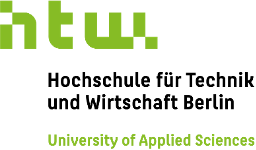 htw.
Hochschule für Technik
und Wirtschaft Berlin
University of Applied Sciences